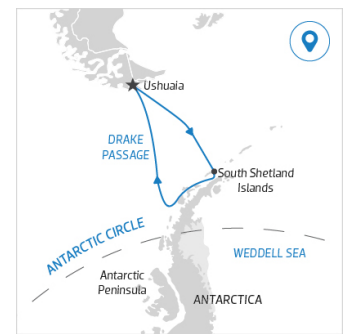 Ushuaia
DRAKE
PASSAGE
South Shetland
Islands
ANTARCTIC CIRCLE
WEDDELL SEA
Antarctic
Peninsula
ANTARCTICA